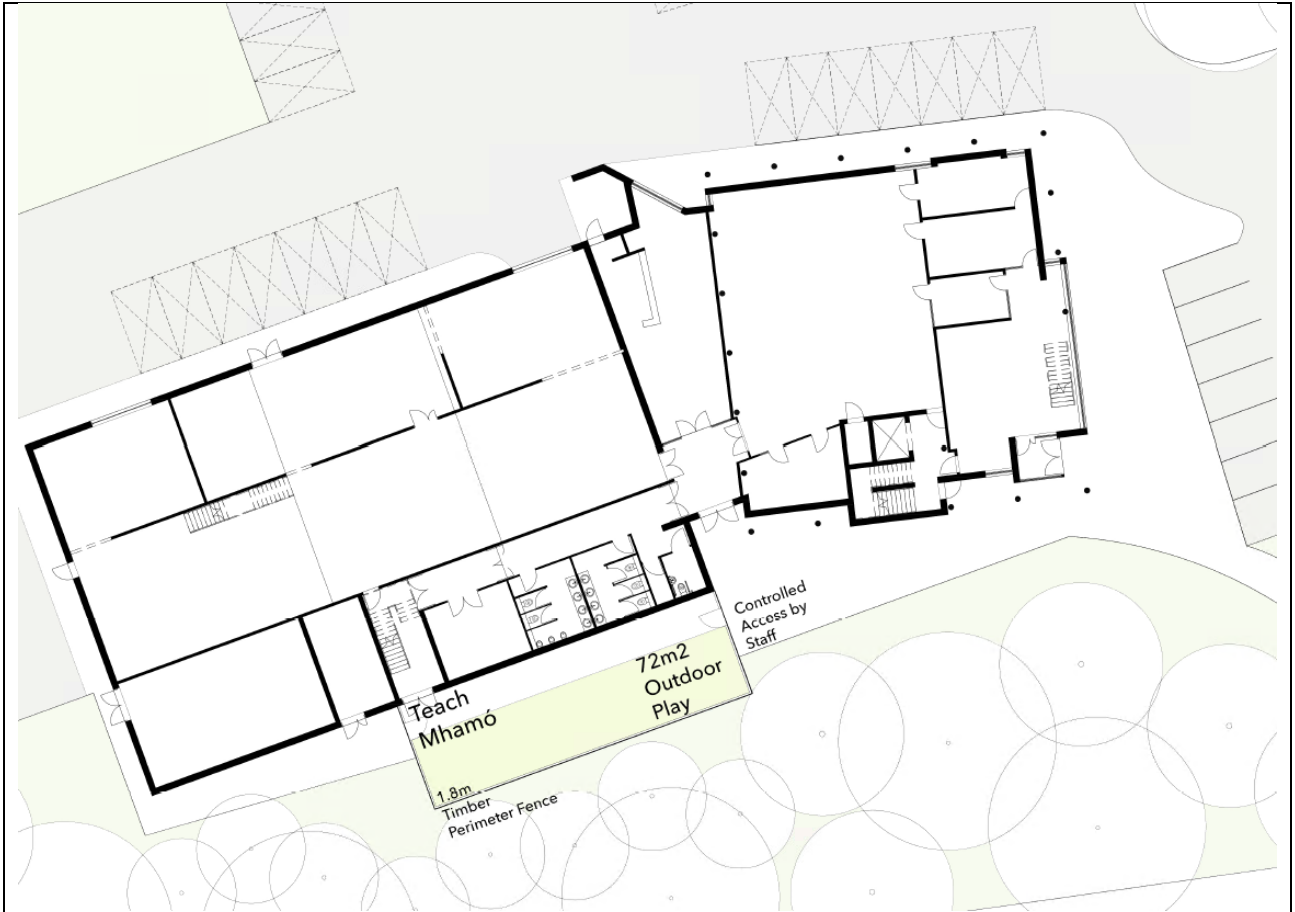 Controlled
Access by
Staff
72m2
Outdoor
Play
Teach
Mhamó
1.8m
Timber
Perimeter Fence